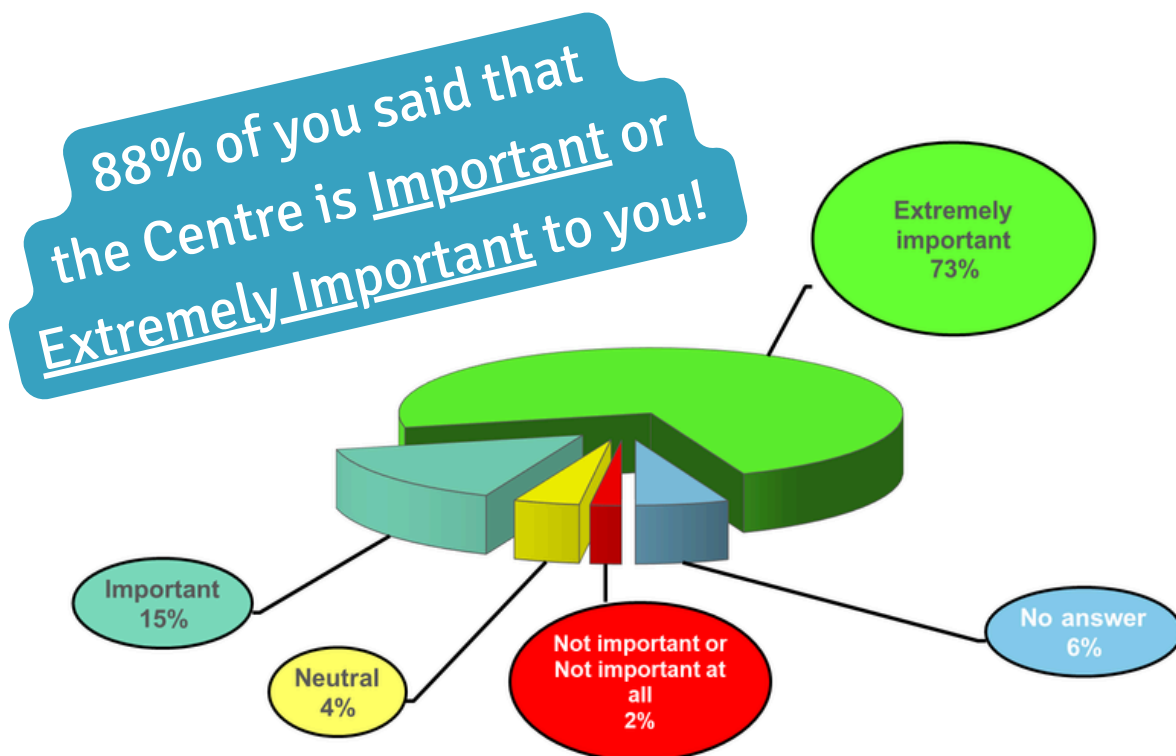 88% of you said that
the Centre is Important or
Extremely Important to you!
Extremely
important
73%
Important
15%
Neutral
4%
Not important or
Not important at
all
2%
No answer
6%